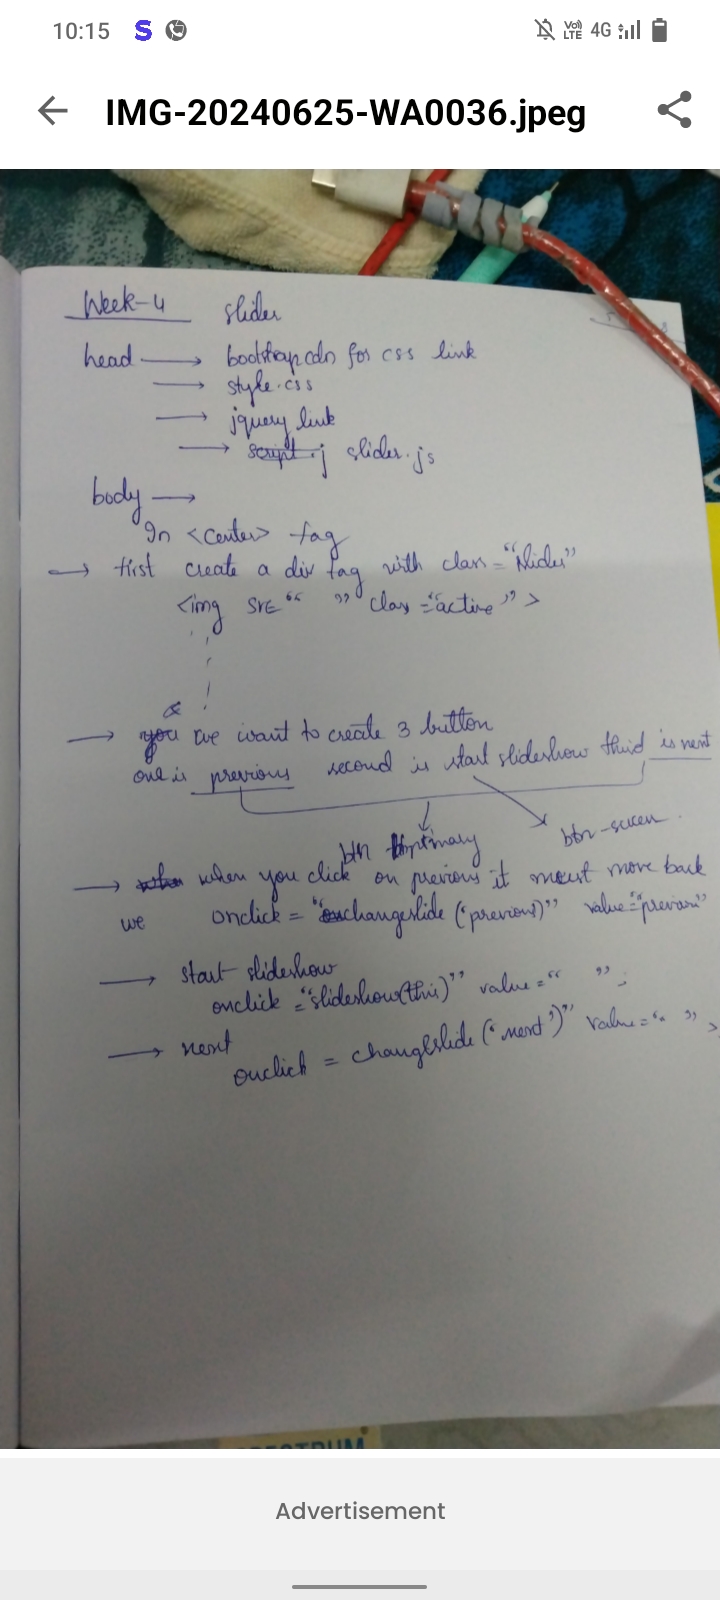 10:15 S Vo) LTE 4G
IMG-20240625-WA0036.jpeg
Week-4 slider
head → bootstrap cdn for css link
→ style.css
→ jquery link
→ script.j slider.js
body →
In <center> tag
→ first create a div tag with class = "slider"
<img src " " class = "active" >
&
→ you we want to create 3 button
one is previous second is start slideshow third is next
btn primary btn-
→ when when you click on previous it move back
we onclick = "changeslide ('previous')" value = "previous"
→ start slideshow
onclick = "slideshow(this)" value = " ";
→ next
onclick = changeslide ('next')" value = " " >
SPECTRUM
Advertisement